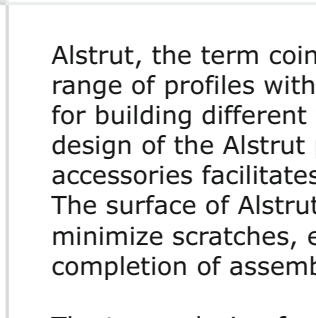 Alstrut, the term coin
range of profiles with
for building different
design of the Alstrut
accessories facilitates
The surface of Alstrut
minimize scratches, e
completion of assemb